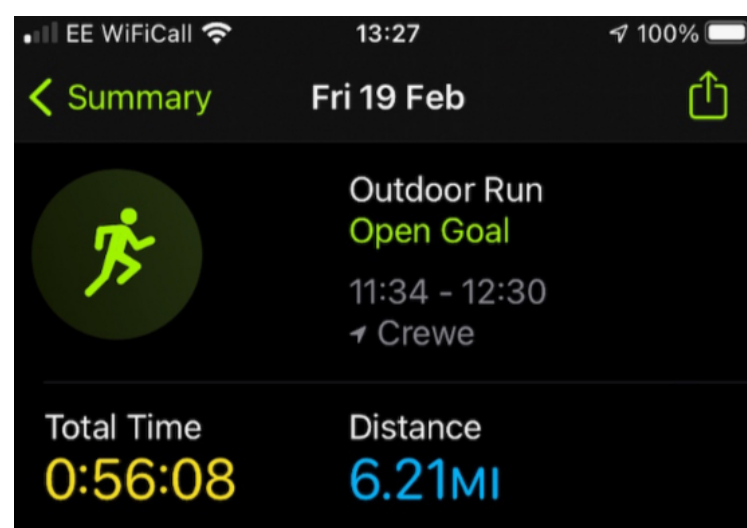 EE WiFiCall 13:27 100%
Summary Fri 19 Feb
Outdoor Run
Open Goal
11:34 - 12:30
Crewe
Total Time Distance
0:56:08 6.21MI